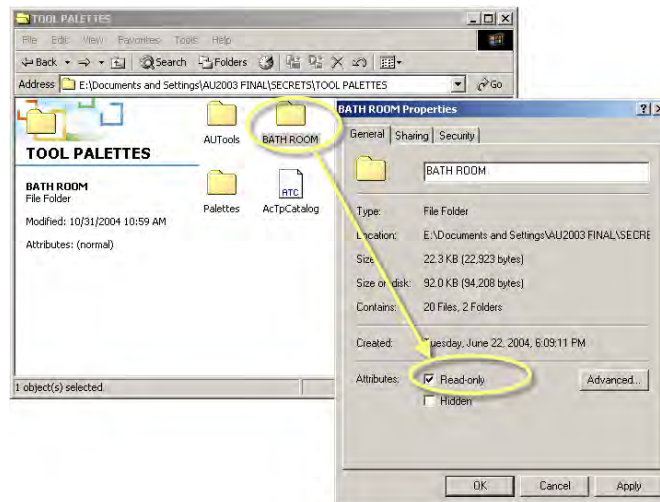 TOOL PALETTES
File Edit View Favorites Tools Help
Back Search Folders
Address E:\Documents and Settings\AU2003 FINAL\SECRETS\TOOL PALETTES Go
TOOL PALETTES
BATH ROOM
File Folder
Modified: 10/31/2004 10:59 AM
Attributes: (normal)
AUTools
BATH ROOM
Palettes
ATC
AcTpCatalog
1 object(s) selected
BATH ROOM Properties
General Sharing Security
BATH ROOM
Type: File Folder
Location: E:\Documents and Settings\AU2003 FINAL\SECRE
Size: 22.3 KB (22,923 bytes)
Size on disk: 92.0 KB (94,208 bytes)
Contains: 20 Files, 2 Folders
Created: Tuesday, June 22, 2004, 6:09:11 PM
Attributes: Read-only Advanced...
Hidden
OK Cancel Apply